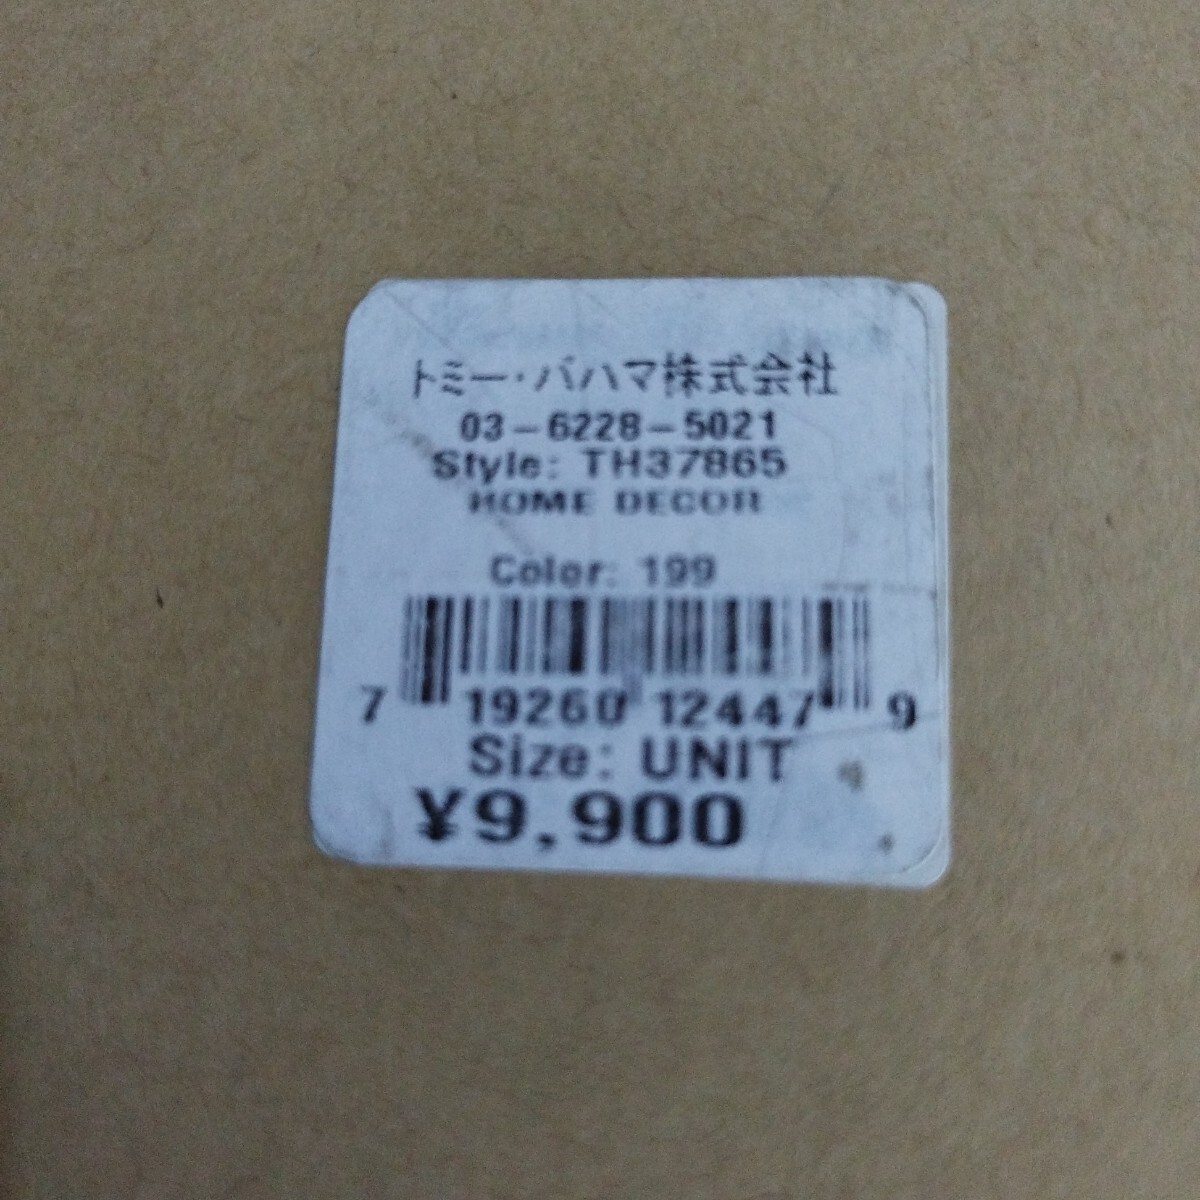 トミー・バハマ株式会社
03-6228-5021
Style: TH37865
HOME DECOR
Color: 199
7 19260 12447 9
Size: UNIT
¥9,900